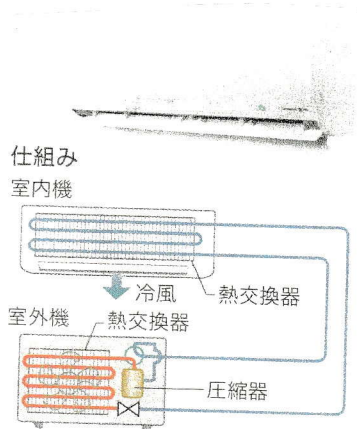 仕組み
室内機
冷風
熱交換器
室外機
熱交換器
圧縮器